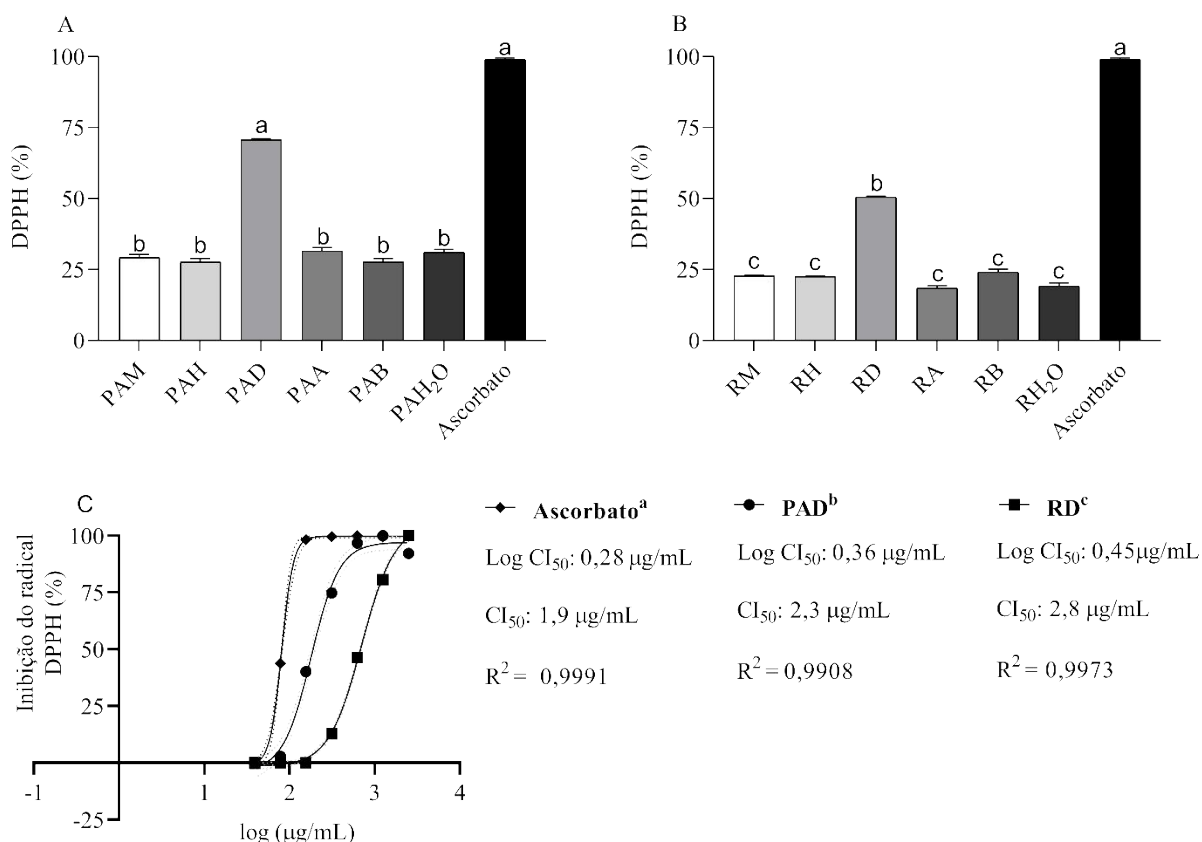 A
DPPH (%)
100
75
50
25
0
b
b
a
b
b
b
a
PAM
PAH
PAD
PAA
PAB
PAH₂O
Ascorbato
B
DPPH (%)
100
75
50
25
0
c
c
b
c
c
c
a
RM
RH
RD
RA
RB
RH₂O
Ascorbato
C
Inibição do radical
DPPH (%)
100
75
50
25
-25
-1
1
2
3
4
log (µg/mL)
Ascorbatoᵃ
Log CI₅₀: 0,28 µg/mL
CI₅₀: 1,9 µg/mL
R² = 0,9991
PADᵇ
Log CI₅₀: 0,36 µg/mL
CI₅₀: 2.3 µg/mL
R² = 0,9908
RDᶜ
Log CI₅₀: 0,45µg/mL
CI₅₀: 2,8 µg/mL
R² = 0,9973